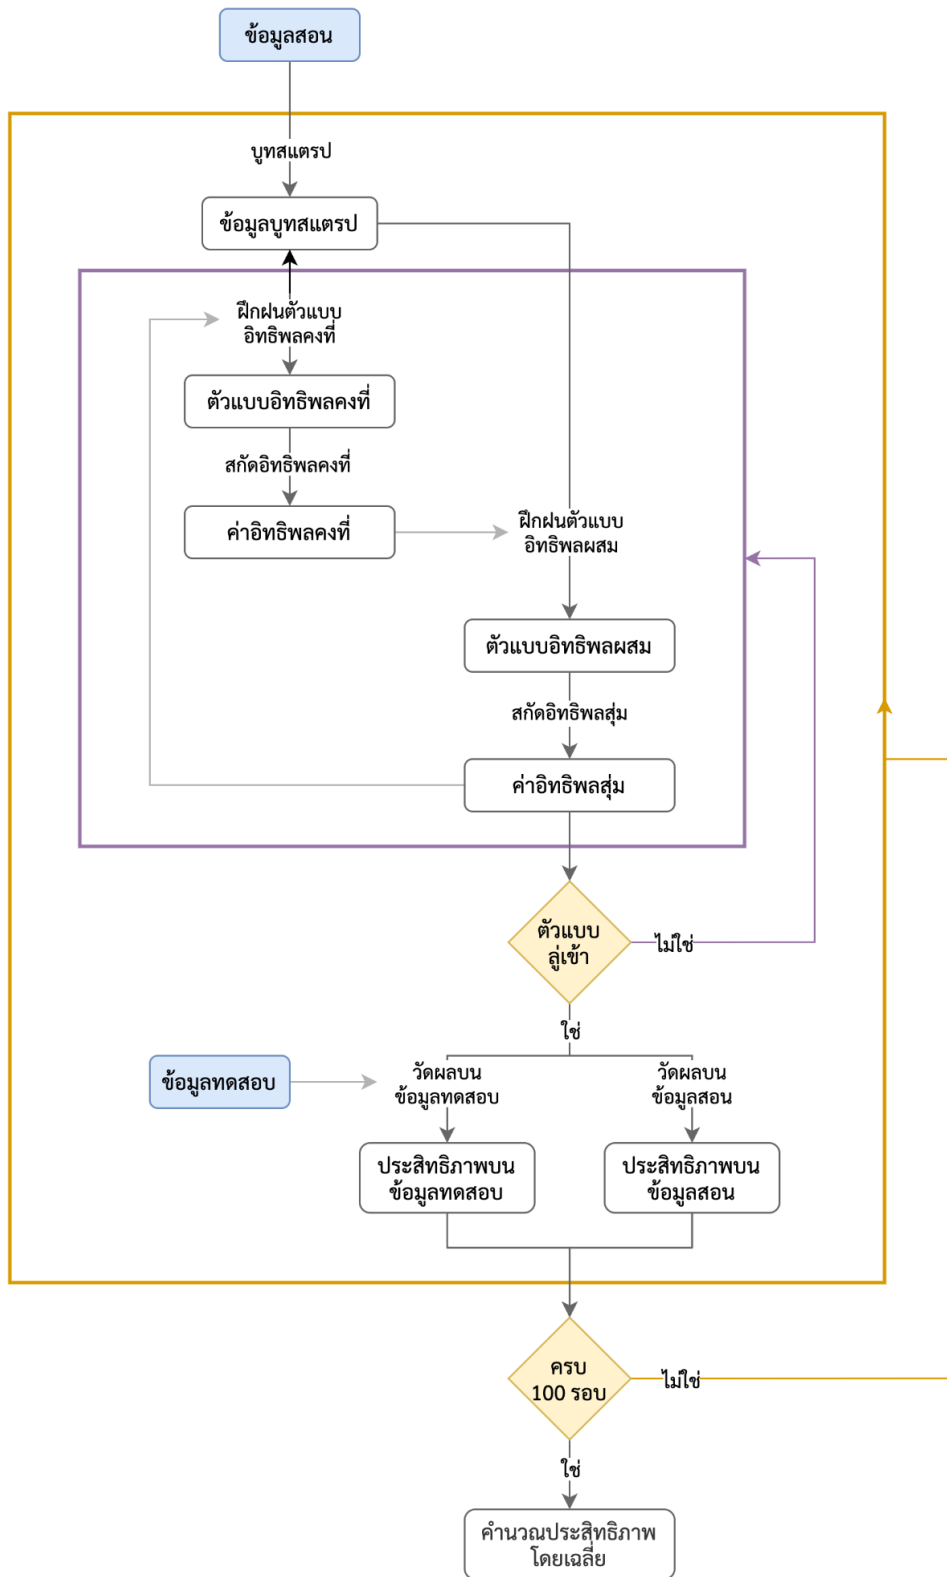 ข้อมูลสอน
บูทสแตรป
ข้อมูลบูทสแตรป
ฝึกฝนตัวแบบ
อิทธิพลคงที่
ตัวแบบอิทธิพลคงที่
สกัดอิทธิพลคงที่
ค่าอิทธิพลคงที่
ฝึกฝนตัวแบบ
อิทธิพลผสม
ตัวแบบอิทธิพลผสม
สกัดอิทธิพลสุ่ม
ค่าอิทธิพลสุ่ม
ตัวแบบ
ลู่เข้า
ไม่ใช่
ใช่
ข้อมูลทดสอบ
วัดผลบน
ข้อมูลทดสอบ
วัดผลบน
ข้อมูลสอน
ประสิทธิภาพบน
ข้อมูลทดสอบ
ประสิทธิภาพบน
ข้อมูลสอน
ครบ
100 รอบ
ไม่ใช่
ใช่
คำนวณประสิทธิภาพ
โดยเฉลี่ย